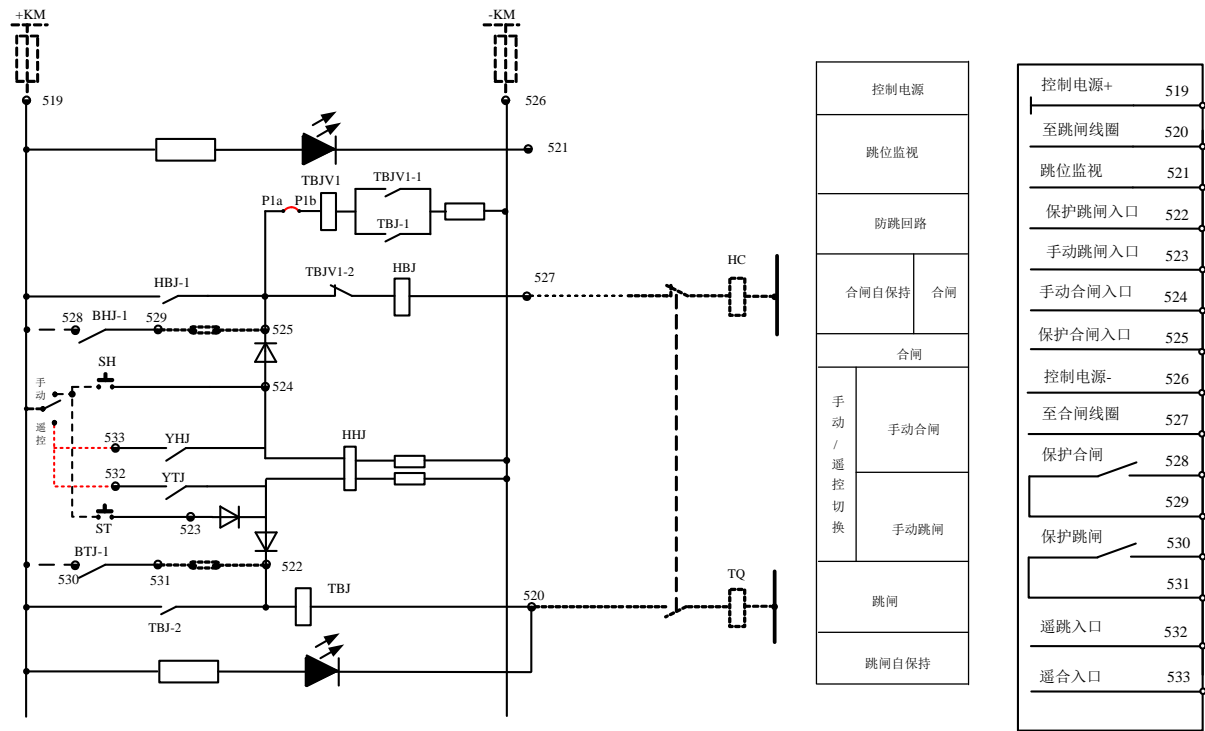 +KM
-KM
519
526
521
TBJV1
TBJV1-1
P1a
P1b
TBJ-1
HBJ-1
TBJV1-2
HBJ
527
HC
528
BHJ-1
529
525
SH
524
手动
遥控
533
YHJ
HHJ
532
YTJ
ST
523
BTJ-1
530
531
522
TBJ
520
TQ
TBJ-2
控制电源
跳位监视
防跳回路
合闸自保持
合闸
合闸
手动/遥控切换
手动合闸
手动跳闸
跳闸
跳闸自保持
控制电源+ 519
至跳闸线圈 520
跳位监视 521
保护跳闸入口 522
手动跳闸入口 523
手动合闸入口 524
保护合闸入口 525
控制电源- 526
至合闸线圈 527
保护合闸 528
529
保护跳闸 530
531
遥跳入口 532
遥合入口 533